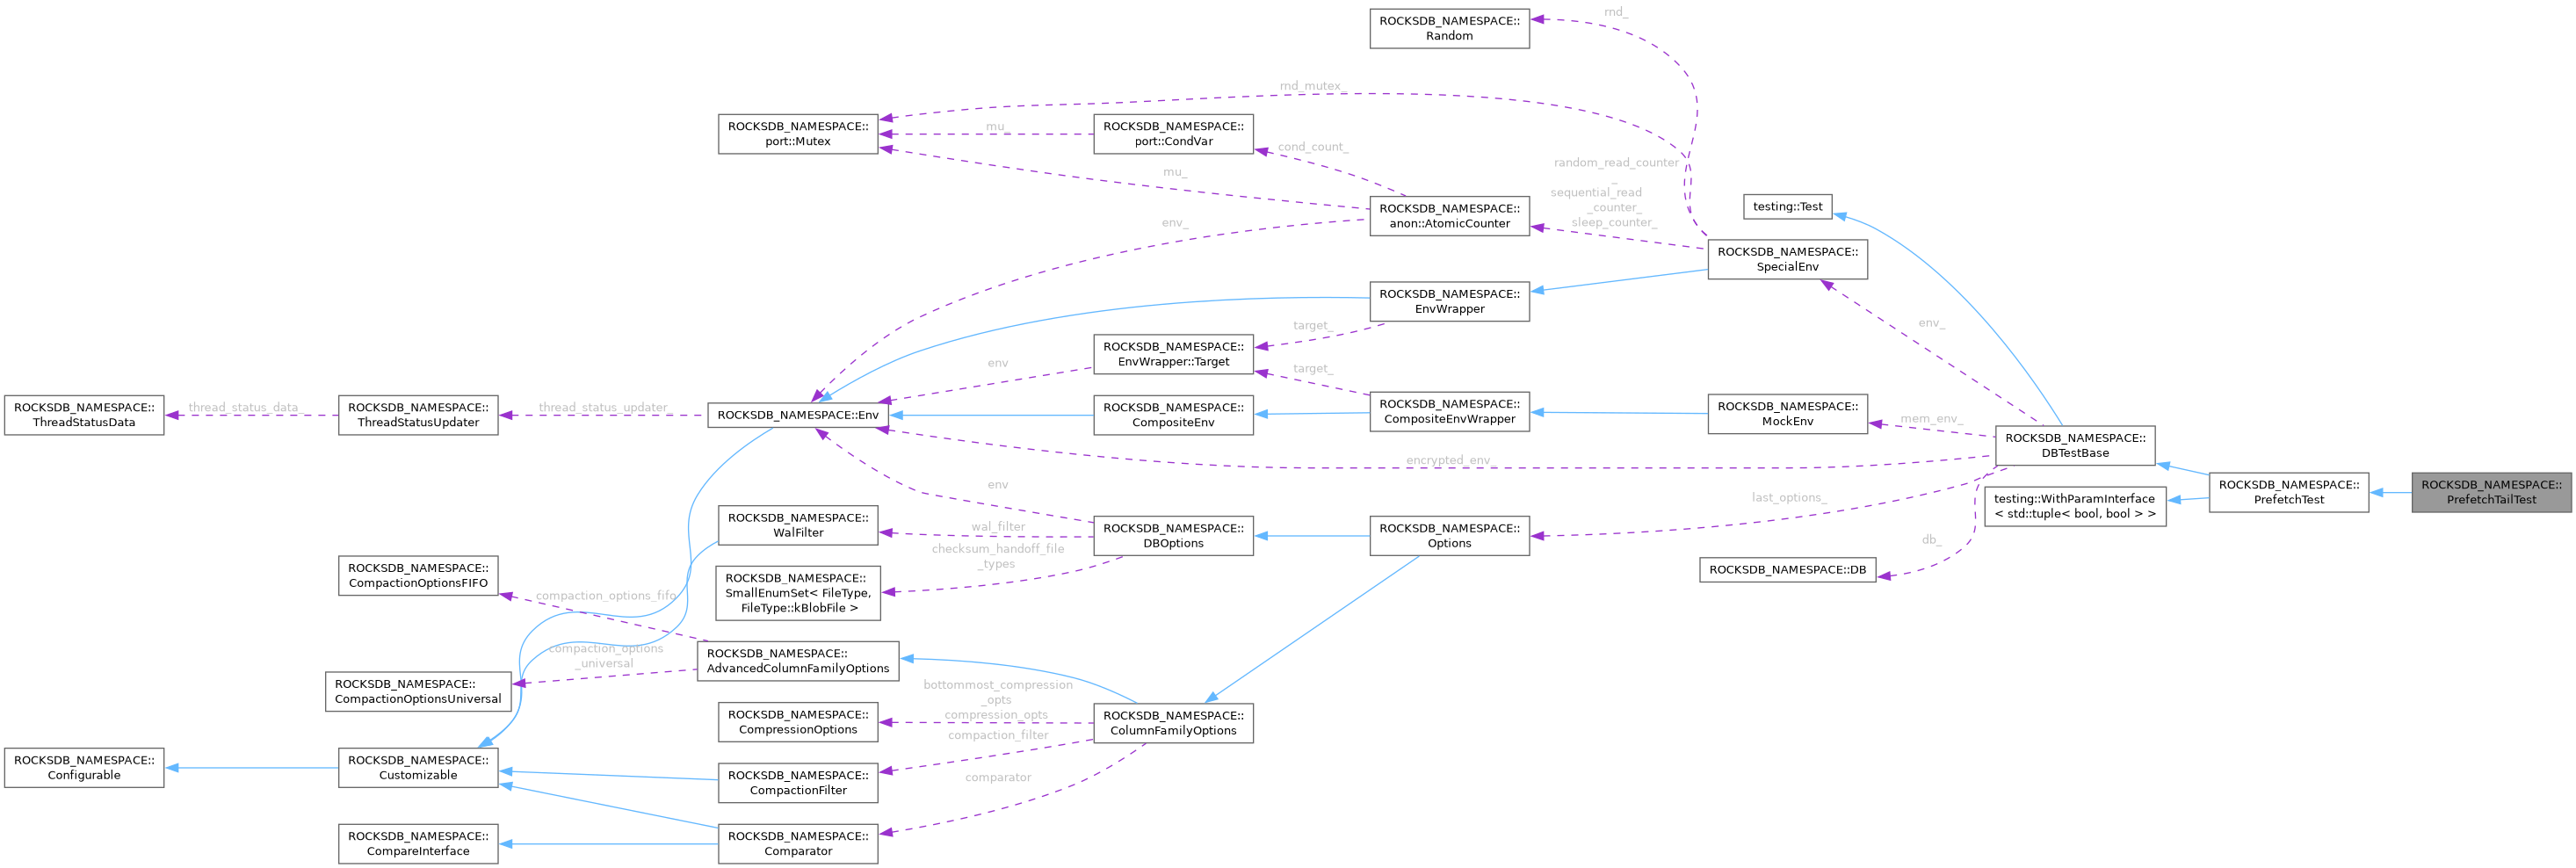 ROCKSDB_NAMESPACE::
Random
rnd_
rnd_mutex_
ROCKSDB_NAMESPACE::
port::Mutex
mu_
ROCKSDB_NAMESPACE::
port::CondVar
cond_count_
mu_
random_read_counter
_
sequential_read
_counter_
sleep_counter_
ROCKSDB_NAMESPACE::
anon::AtomicCounter
env_
testing::Test
ROCKSDB_NAMESPACE::
SpecialEnv
ROCKSDB_NAMESPACE::
EnvWrapper
target_
env_
ROCKSDB_NAMESPACE::
EnvWrapper::Target
env
target_
ROCKSDB_NAMESPACE::
ThreadStatusData
thread_status_data_
ROCKSDB_NAMESPACE::
ThreadStatusUpdater
thread_status_updater_
ROCKSDB_NAMESPACE::Env
ROCKSDB_NAMESPACE::
CompositeEnv
ROCKSDB_NAMESPACE::
CompositeEnvWrapper
ROCKSDB_NAMESPACE::
MockEnv
mem_env_
ROCKSDB_NAMESPACE::
DBTestBase
encrypted_env_
env
last_options_
testing::WithParamInterface
< std::tuple< bool, bool > >
ROCKSDB_NAMESPACE::
PrefetchTest
ROCKSDB_NAMESPACE::
PrefetchTailTest
ROCKSDB_NAMESPACE::
WalFilter
wal_filter
checksum_handoff_file
_types
ROCKSDB_NAMESPACE::
DBOptions
ROCKSDB_NAMESPACE::
Options
db_
ROCKSDB_NAMESPACE::DB
ROCKSDB_NAMESPACE::
CompactionOptionsFIFO
compaction_options_fifo
ROCKSDB_NAMESPACE::
SmallEnumSet< FileType,
FileType::kBlobFile >
compaction_options
_universal
ROCKSDB_NAMESPACE::
AdvancedColumnFamilyOptions
ROCKSDB_NAMESPACE::
CompactionOptionsUniversal
bottommost_compression
_opts
compression_opts
ROCKSDB_NAMESPACE::
CompressionOptions
ROCKSDB_NAMESPACE::
ColumnFamilyOptions
compaction_filter
ROCKSDB_NAMESPACE::
Configurable
ROCKSDB_NAMESPACE::
Customizable
ROCKSDB_NAMESPACE::
CompactionFilter
comparator
ROCKSDB_NAMESPACE::
CompareInterface
ROCKSDB_NAMESPACE::
Comparator